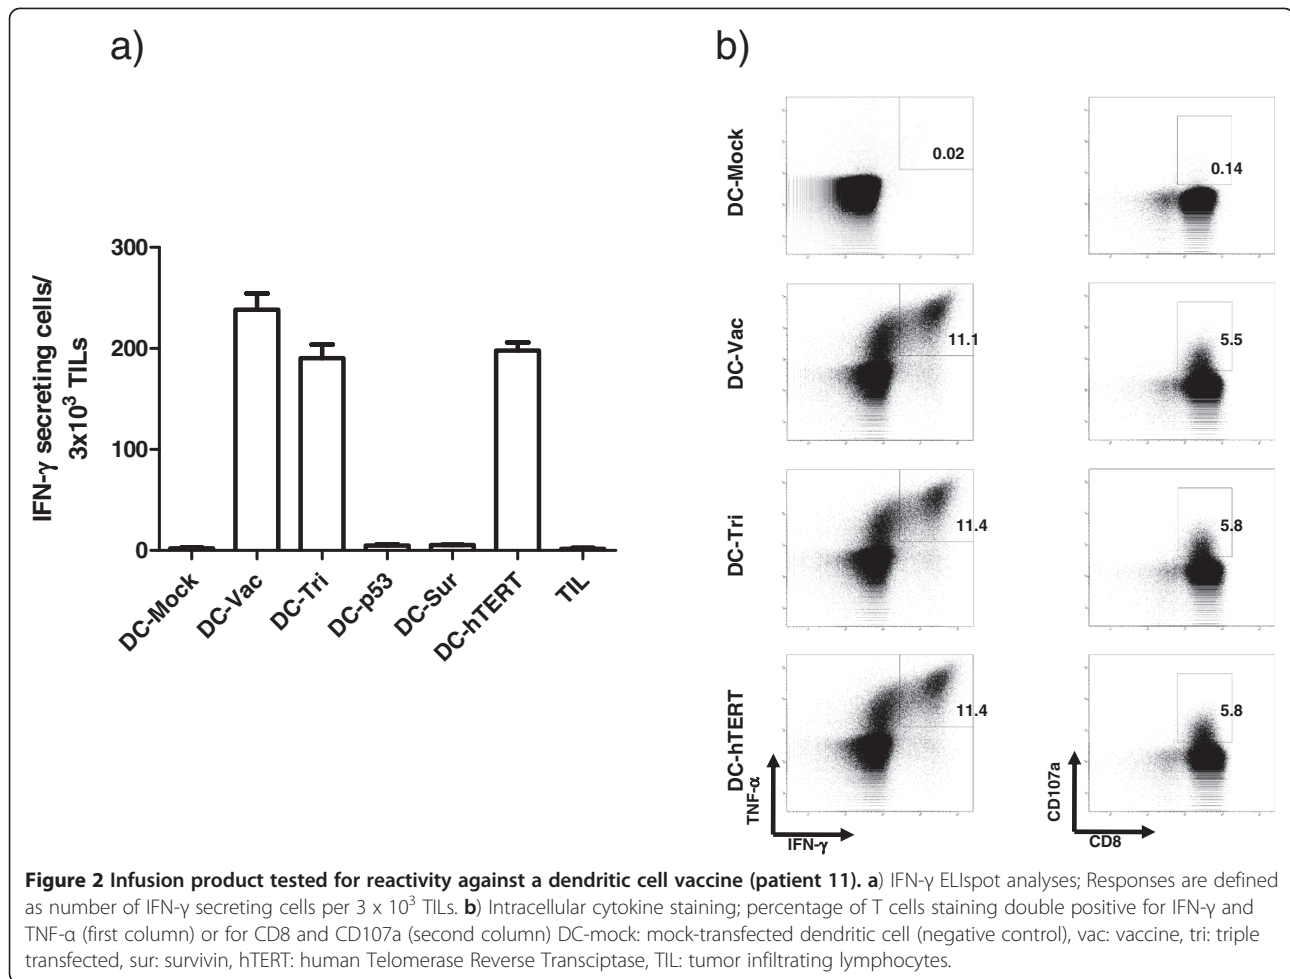 a)
IFN-γ secreting cells/
3x10³ TILs
300
200
100
0
DC-Mock
DC-Vac
DC-Tri
DC-p53
DC-Sur
DC-hTERT
TIL
b)
DC-Mock
0.02
0.14
DC-Vac
11.1
5.5
DC-Tri
11.4
5.8
DC-hTERT
11.4
5.8
TNF-α
IFN-γ
CD107a
CD8
Figure 2 Infusion product tested for reactivity against a dendritic cell vaccine (patient 11). a) IFN-γ ELIspot analyses; Responses are defined
as number of IFN-γ secreting cells per 3 x 10³ TILs. b) Intracellular cytokine staining; percentage of T cells staining double positive for IFN-γ and
TNF-α (first column) or for CD8 and CD107a (second column) DC-mock: mock-transfected dendritic cell (negative control), vac: vaccine, tri: triple
transfected, sur: survivin, hTERT: human Telomerase Reverse Transciptase, TIL: tumor infiltrating lymphocytes.